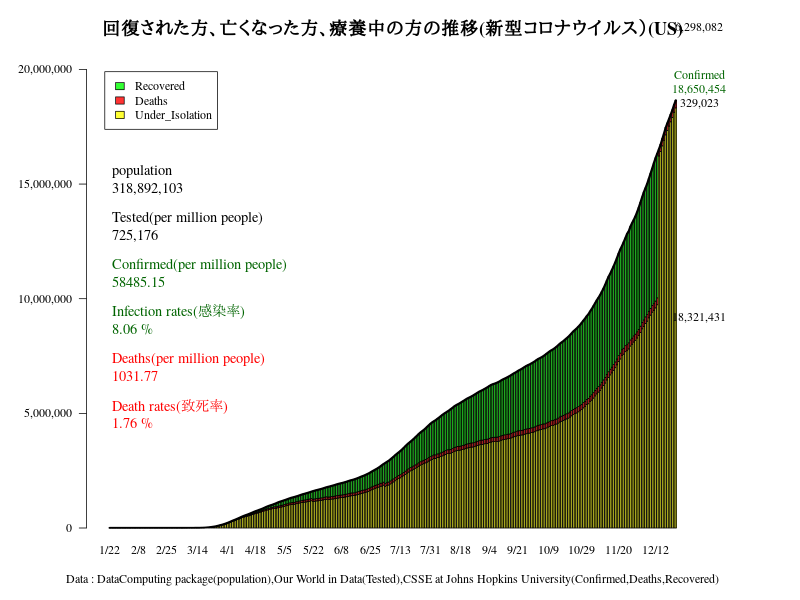 回復された方、亡くなった方、療養中の方の推移(新型コロナウイルス）(US)
298,082
20,000,000
15,000,000
10,000,000
5,000,000
0
Recovered
Deaths
Under_Isolation
Confirmed
18,650,454
329,023
18,321,431
population
318,892,103
Tested(per million people)
725,176
Confirmed(per million people)
58485.15
Infection rates(感染率)
8.06 %
Deaths(per million people)
1031.77
Death rates(致死率)
1.76 %
1/22 2/8 2/25 3/14 4/1 4/18 5/5 5/22 6/8 6/25 7/13 7/31 8/18 9/4 9/21 10/9 10/29 11/20 12/12
Data : DataComputing package(population),Our World in Data(Tested),CSSE at Johns Hopkins University(Confirmed,Deaths,Recovered)